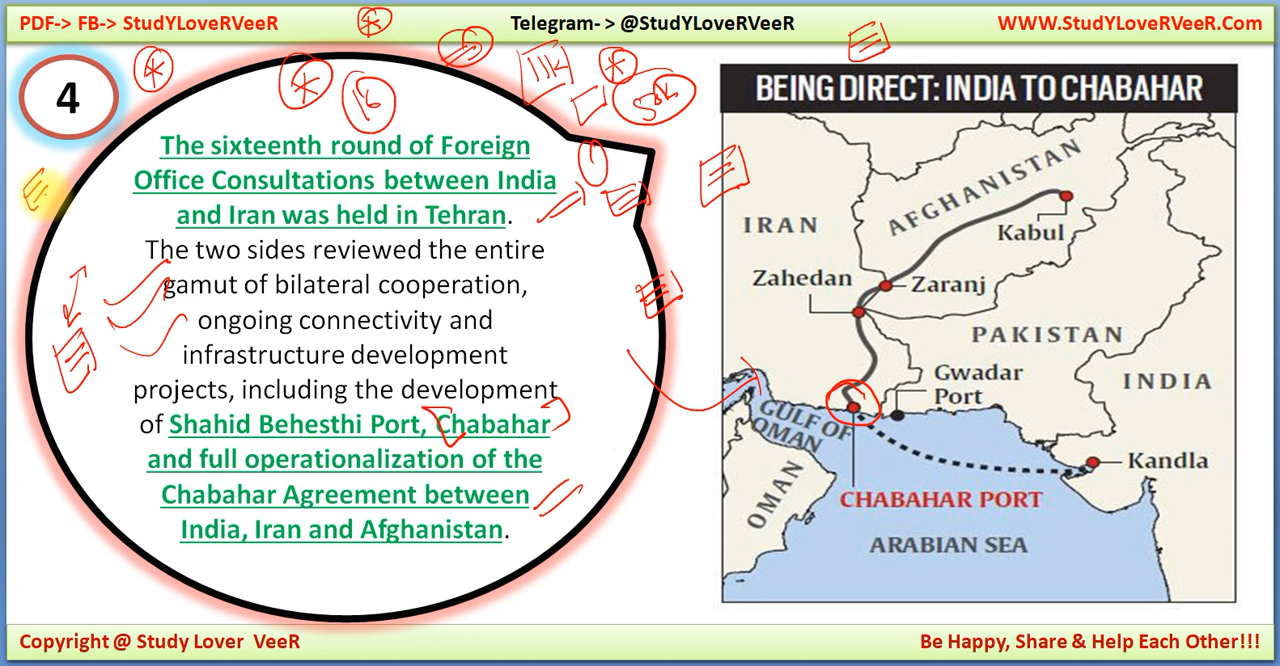 PDF-> FB-> StudYLoveRVeeR
Telegram- > @StudYLoveRVeeR
WWW.StudYLoveRVeeR.Com
4
The sixteenth round of Foreign
Office Consultations between India
and Iran was held in Tehran.
The two sides reviewed the entire
gamut of bilateral cooperation,
ongoing connectivity and
infrastructure development
projects, including the development
of Shahid Behesthi Port, Chabahar
and full operationalization of the
Chabahar Agreement between
India, Iran and Afghanistan.
16
11K
BEING DIRECT: INDIA TO CHABAHAR
AFGHANISTAN
IRAN
Kabul
Zahedan
Zaranj
PAKISTAN
Gwadar
Port
INDIA
GULF OF
OMAN
Kandla
OMAN
CHABAHAR PORT
ARABIAN SEA
Copyright @ Study Lover VeeR
Be Happy, Share & Help Each Other!!!